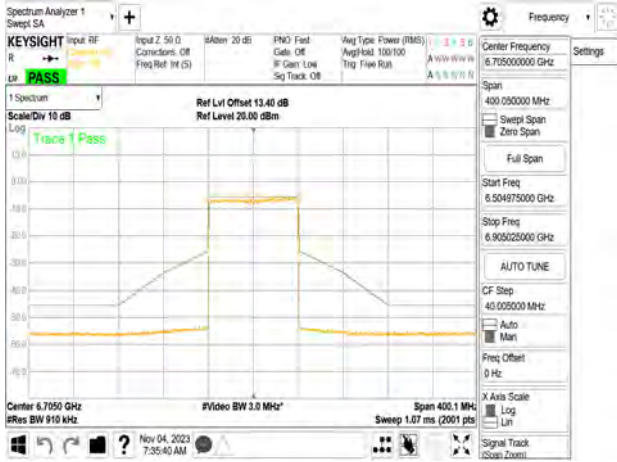 Spectrum Analyzer 1
Swept SA
+
Frequency
KEYSIGHT
Input: RF
R
PASS
Input Z: 50 Ω
Corrections: Off
Freq Ref: Int (S)
#Atten: 20 dB
PNO: Fast
Gate: Off
IF Gain: Low
Sig Track: Off
Avg Type: Power (RMS)
Avg|Hold: 100/100
Trig: Free Run
1 Spectrum
Scale/Div 10 dB
Ref Lvl Offset 13.40 dB
Ref Level 20.00 dBm
Log
Trace 1 Pass
Center 6.7050 GHz
#Res BW 910 kHz
#Video BW 3.0 MHz*
Span 400.1 MHz
Sweep 1.07 ms (2001 pts
Nov 04, 2023
7:35:40 AM
?
Center Frequency
6.705000000 GHz
Settings
Span
400.050000 MHz
Swept Span
Zero Span
Full Span
Start Freq
6.504975000 GHz
Stop Freq
6.905025000 GHz
AUTO TUNE
CF Step
40.005000 MHz
Auto
Man
Freq Offset
0 Hz
X Axis Scale
Log
Lin
Signal Track
(Span Zoom)